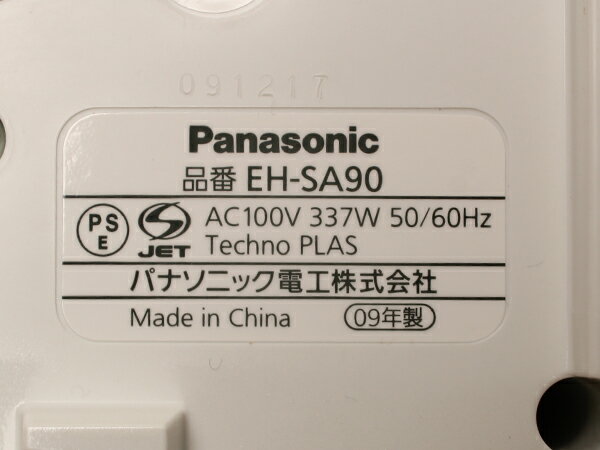 091217
Panasonic
品番 EH-SA90
PS E JET AC100V 337W 50/60Hz
Techno PLAS
パナソニック電工株式会社
Made in China 09年製